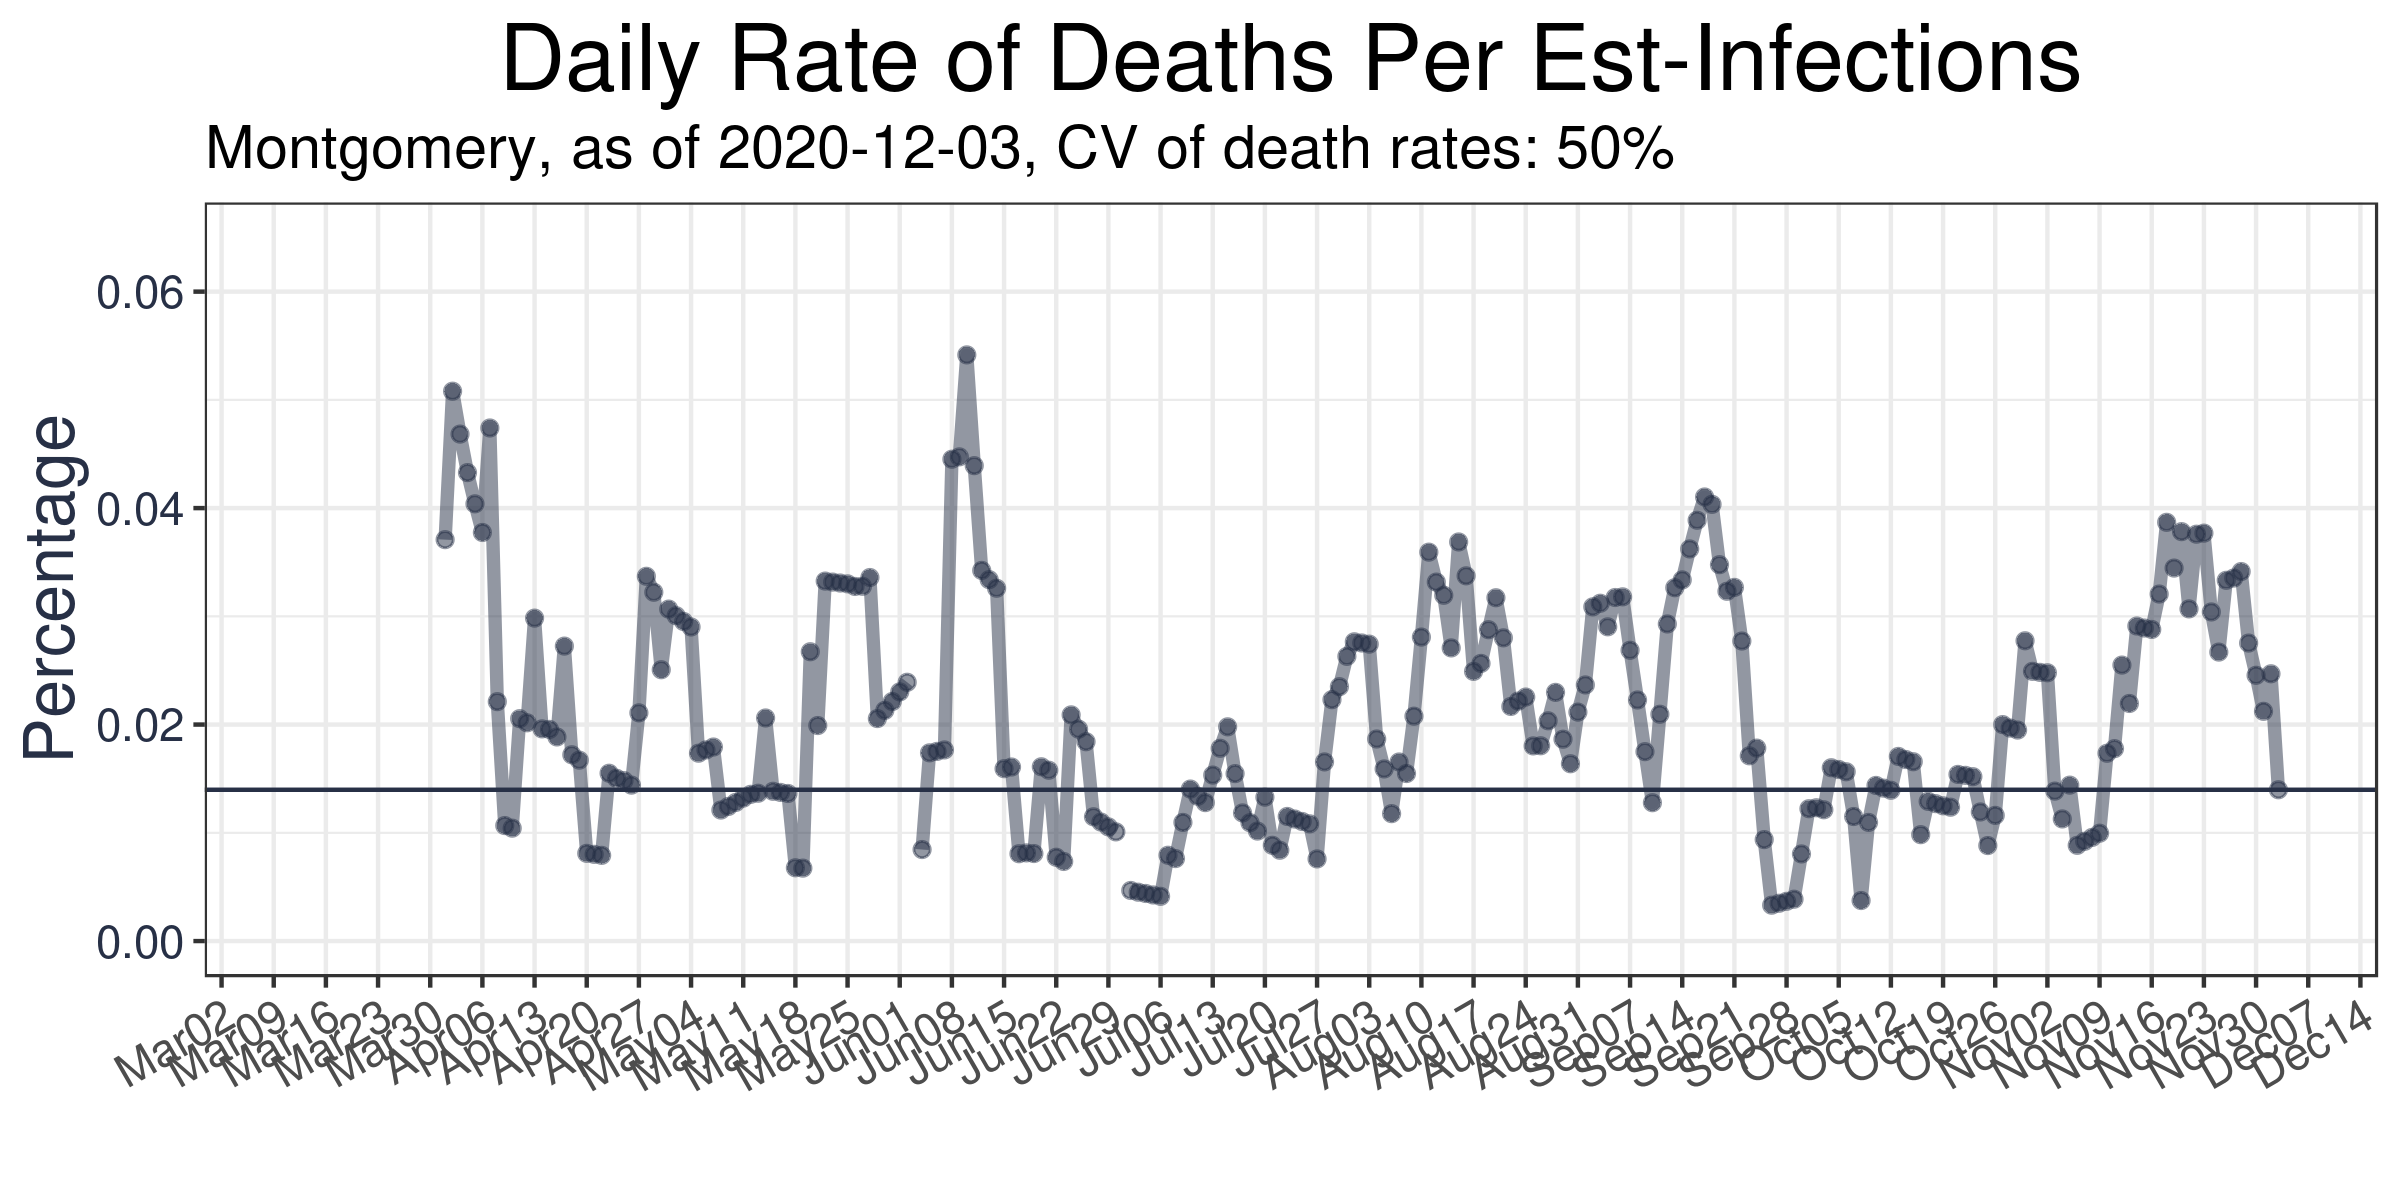 Daily Rate of Deaths Per Est-Infections
Montgomery, as of 2020-12-03, CV of death rates: 50%
Percentage
0.06
0.04
0.02
0.00
Mar02
Mar09
Mar16
Mar23
Mar30
Apr06
Apr13
Apr20
Apr27
May04
May11
May18
May25
Jun01
Jun08
Jun15
Jun22
Jun29
Jul06
Jul13
Jul20
Jul27
Aug03
Aug10
Aug17
Aug24
Aug31
Sep07
Sep14
Sep21
Sep28
Oct05
Oct12
Oct19
Oct26
Nov02
Nov09
Nov16
Nov23
Nov30
Dec07
Dec14